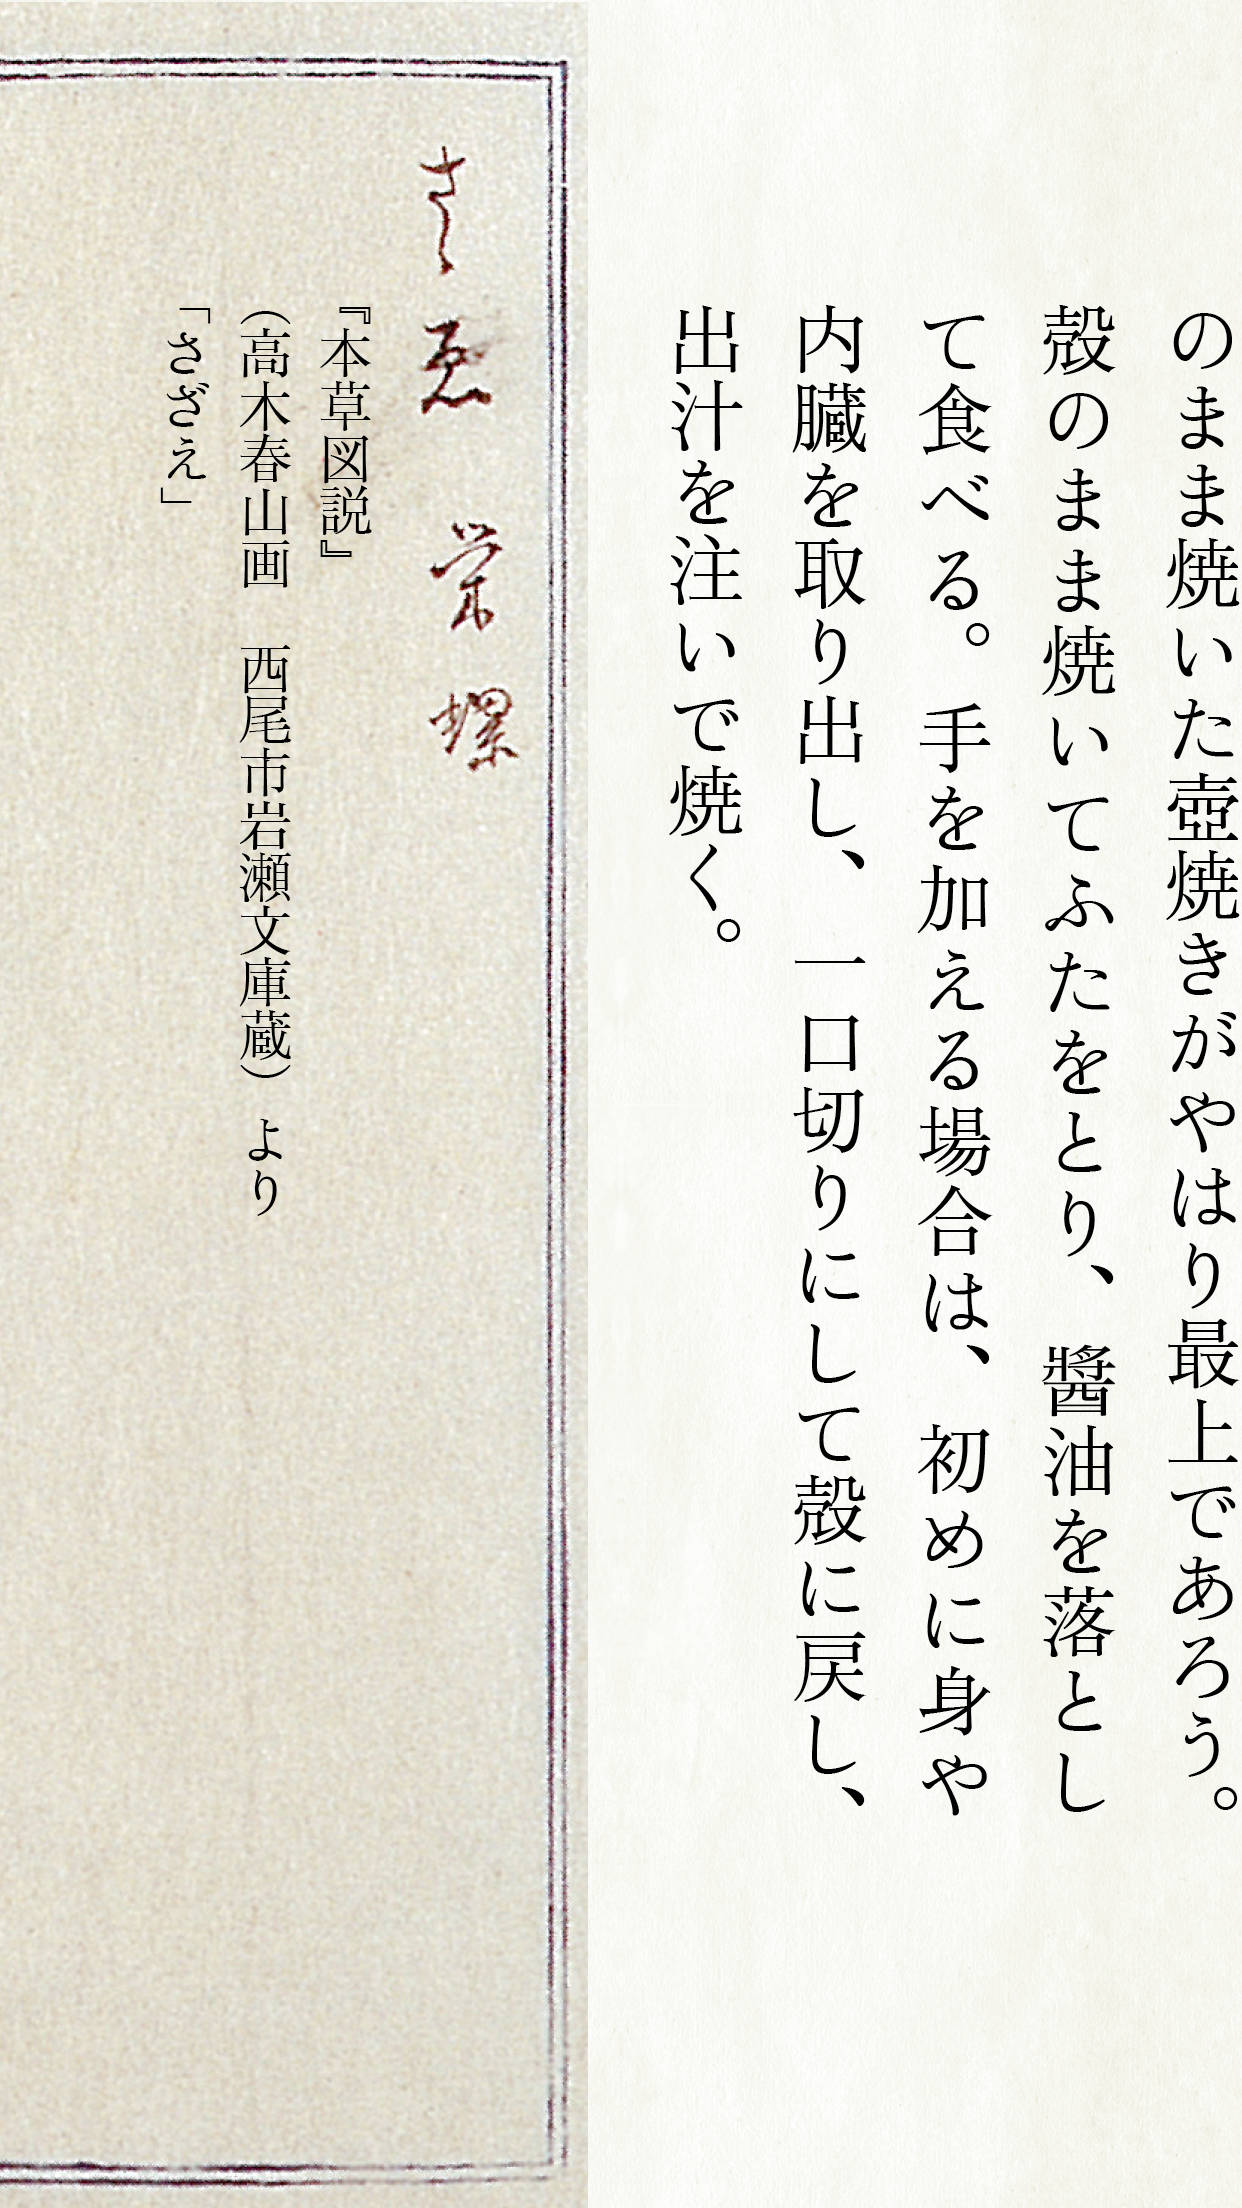 のまま焼いた壺焼きがやはり最上であろう。
殻のまま焼いてふたをとり、醬油を落とし
て食べる。手を加える場合は、初めに身や
内臓を取り出し、一口切りにして殻に戻し、
出汁を注いで焼く。
さゝゑ 栄螺
『本草図説』
（高木春山画　西尾市岩瀬文庫蔵）より
「さざえ」